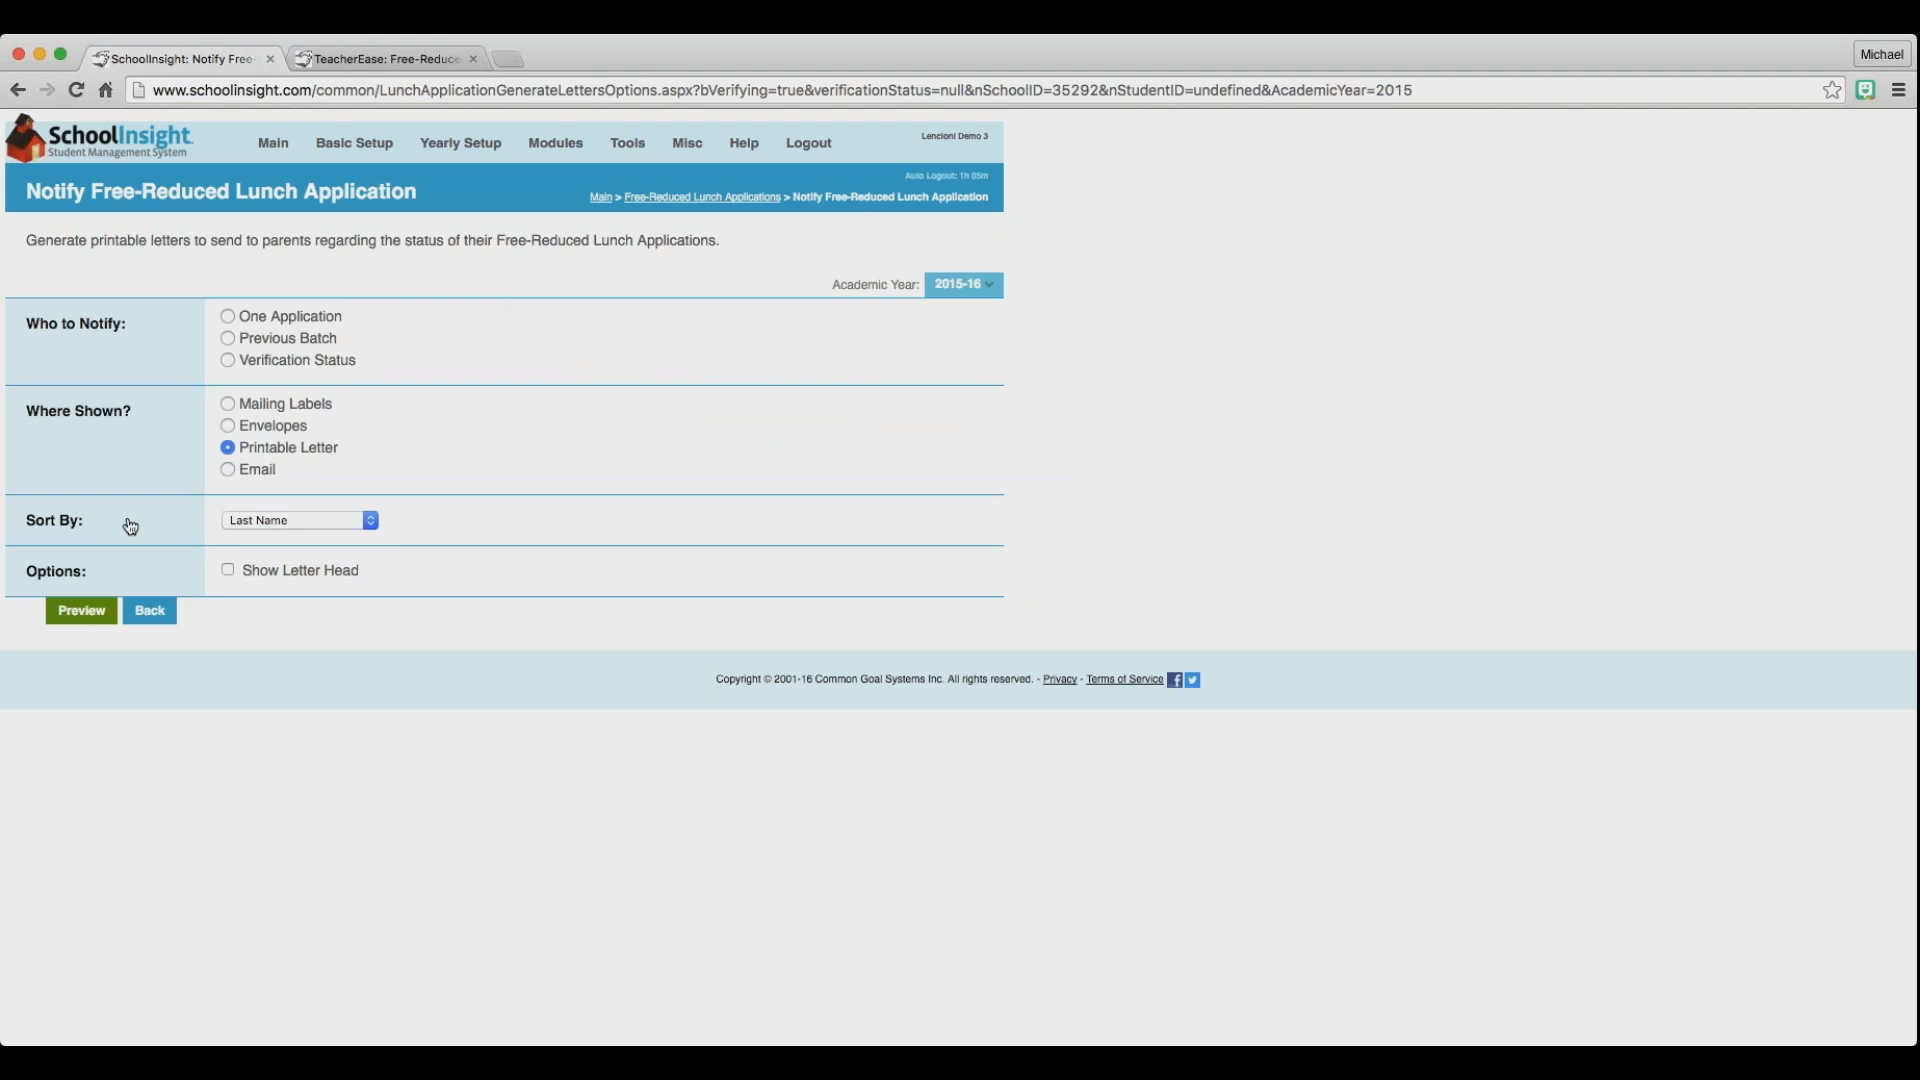 SchoolInsight: Notify Free-
TeacherEase: Free-Reduce
Michael
www.schoolinsight.com/common/LunchApplicationGenerateLettersOptions.aspx?bVerifying=true&verificationStatus=null&nSchoolID=35292&nStudentID=undefined&AcademicYear=2015
SchoolInsight
Student Management System
Main Basic Setup Yearly Setup Modules Tools Misc Help Logout
Lencioni Demo 3
Auto Logout: 1h 05m
Notify Free-Reduced Lunch Application
Main > Free-Reduced Lunch Applications > Notify Free-Reduced Lunch Application
Generate printable letters to send to parents regarding the status of their Free-Reduced Lunch Applications.
Academic Year: 2015-16
Who to Notify:
One Application
Previous Batch
Verification Status
Where Shown?
Mailing Labels
Envelopes
Printable Letter
Email
Sort By:
Last Name
Options:
Show Letter Head
Preview Back
Copyright © 2001-16 Common Goal Systems Inc. All rights reserved. - Privacy - Terms of Service